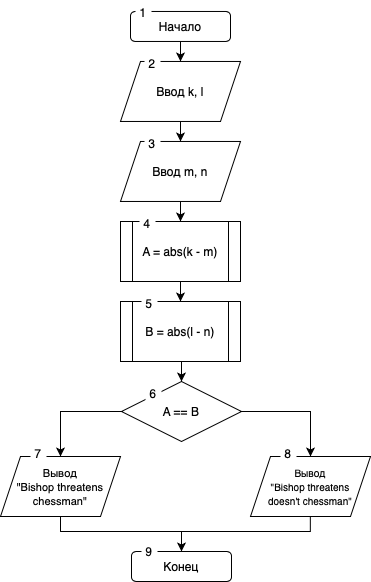 1
Начало
2
Ввод k, l
3
Ввод m, n
4
A = abs(k - m)
5
B = abs(l - n)
6
A == B
7
Вывод
"Bishop threatens
chessman"
8
Вывод
"Bishop threatens
doesn't chessman"
9
Конец